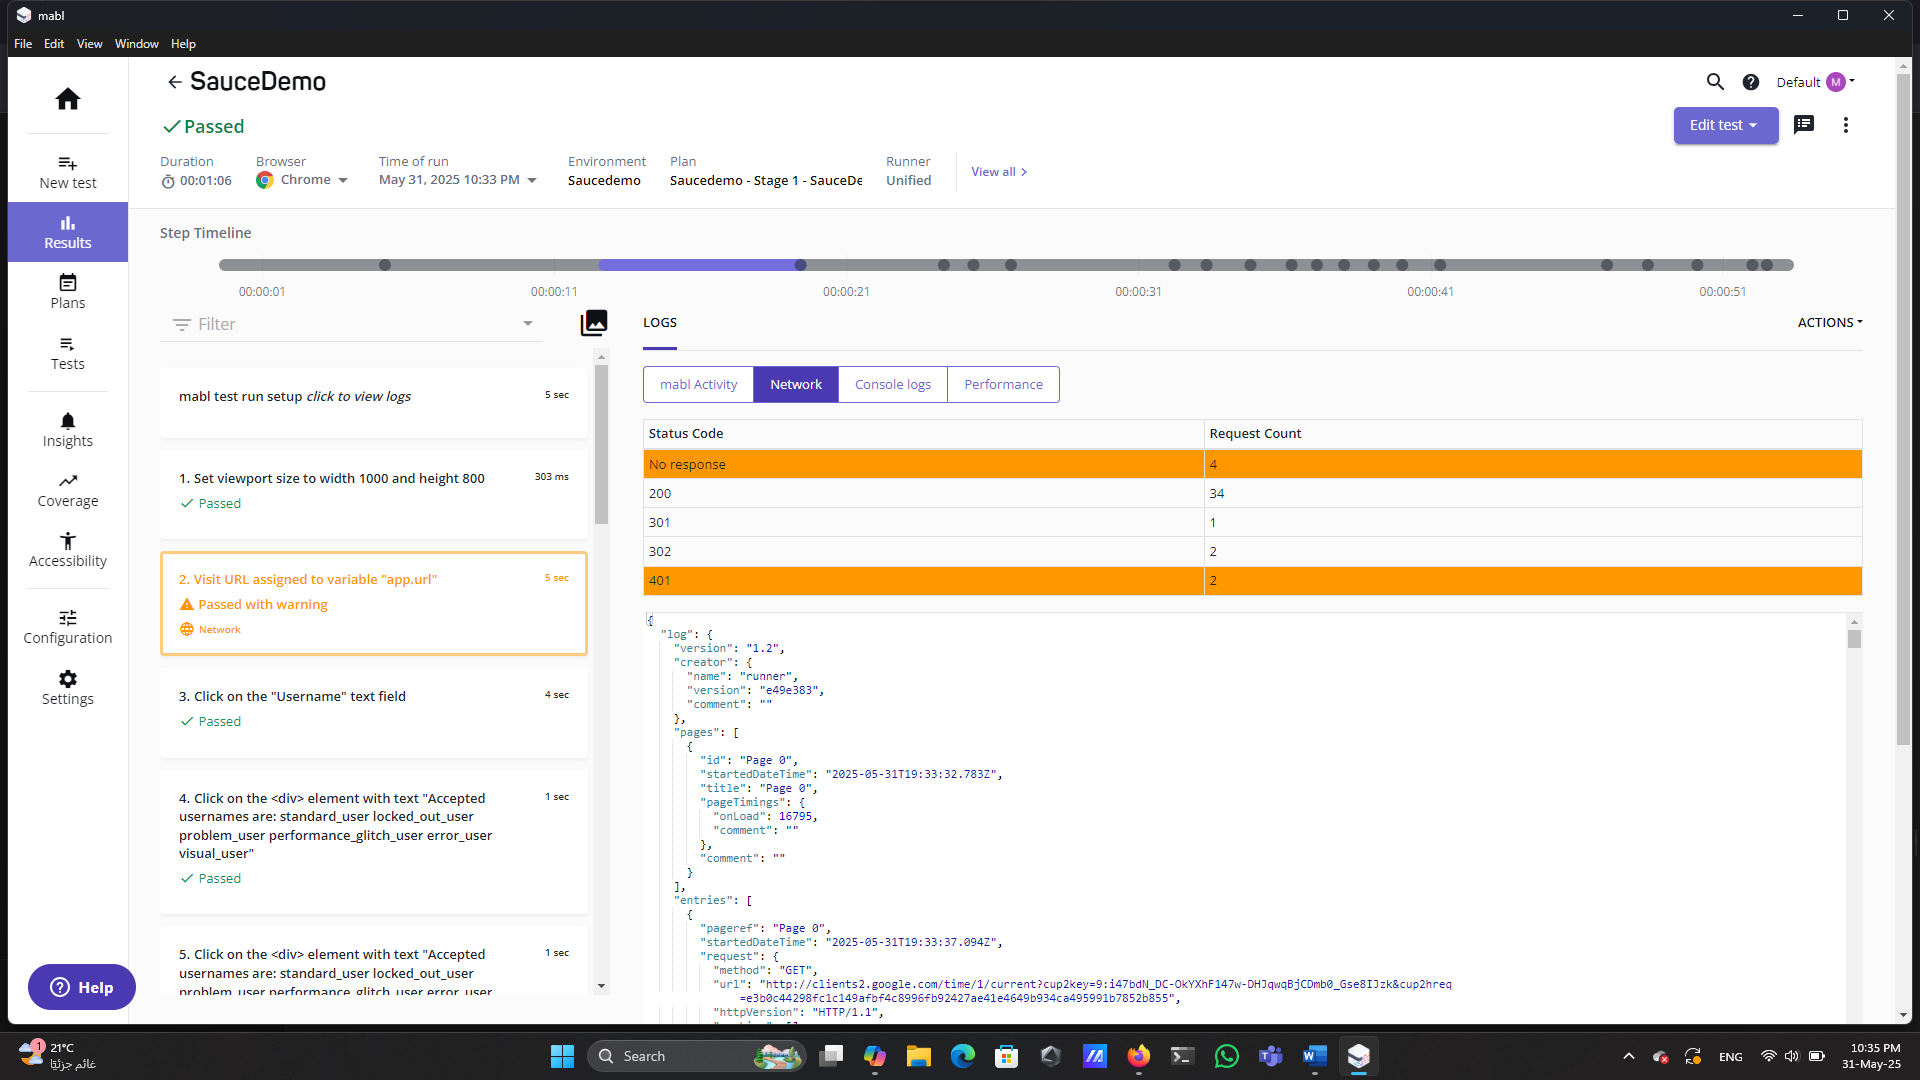 mabl
File Edit View Window Help
SauceDemo
Default M
Passed
Edit test
Duration
00:01:06
Browser
Chrome
Time of run
May 31, 2025 10:33 PM
Environment
Saucedemo
Plan
Saucedemo - Stage 1 - SauceDe
Runner
Unified
View all
New test
Results
Plans
Tests
Insights
Coverage
Accessibility
Configuration
Settings
Help
Step Timeline
00:00:01 00:00:11 00:00:21 00:00:31 00:00:41 00:00:51
Filter
mabl test run setup click to view logs 5 sec
1. Set viewport size to width 1000 and height 800 303 ms
Passed
2. Visit URL assigned to variable "app.url" 5 sec
Passed with warning
Network
3. Click on the "Username" text field 4 sec
Passed
4. Click on the <div> element with text "Accepted 1 sec
usernames are: standard_user locked_out_user
problem_user performance_glitch_user error_user
visual_user"
Passed
5. Click on the <div> element with text "Accepted 1 sec
usernames are: standard_user locked_out_user
problem_user performance_glitch_user error_user
LOGS
ACTIONS
mabl Activity Network Console logs Performance
Status Code Request Count
No response 4
200 34
301 1
302 2
401 2
{
"log": {
"version": "1.2",
"creator": {
"name": "runner",
"version": "e49e383",
"comment": ""
},
"pages": [
{
"id": "Page 0",
"startedDateTime": "2025-05-31T19:33:32.783Z",
"title": "Page 0",
"pageTimings": {
"onLoad": 16795,
"comment": ""
},
"comment": ""
}
],
"entries": [
{
"pageref": "Page 0",
"startedDateTime": "2025-05-31T19:33:37.094Z",
"request": {
"method": "GET",
"url": "http://clients2.google.com/time/1/current?cup2key=9:i47bdN_DC-OkYXhF147w-DHJqwqBjCDmb0_Gse8IJzk&cup2hreq
=e3b0c44298fc1c149afbf4c8996fb92427ae41e4649b934ca495991b7852b855",
"httpVersion": "HTTP/1.1",
1
21°C
غائم جزئيًا
Search
ENG
10:35 PM
31-May-25